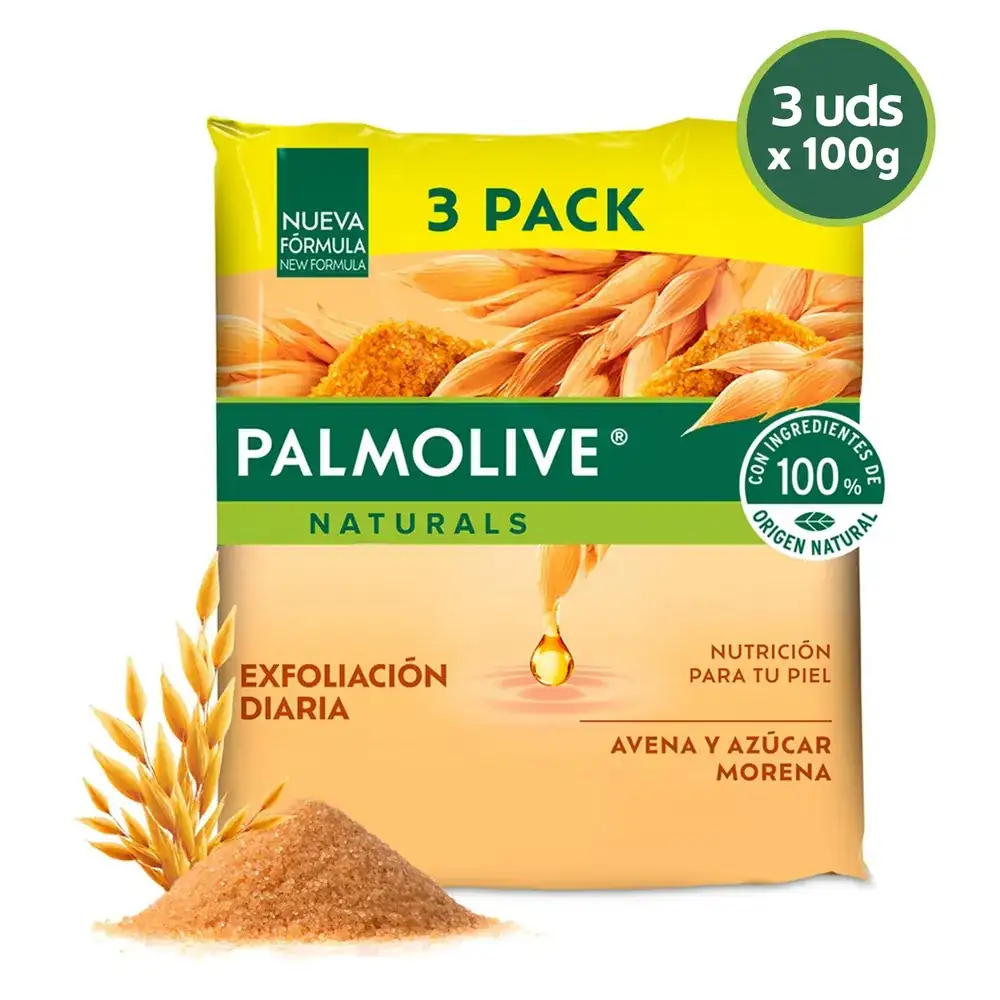 3 uds
x 100g
NUEVA
FÓRMULA
NEW FORMULA
3 PACK
PALMOLIVE®
NATURALS
CON INGREDIENTES DE
100%
ORIGEN NATURAL
EXFOLIACIÓN
DIARIA
NUTRICIÓN
PARA TU PIEL
AVENA Y AZÚCAR
MORENA